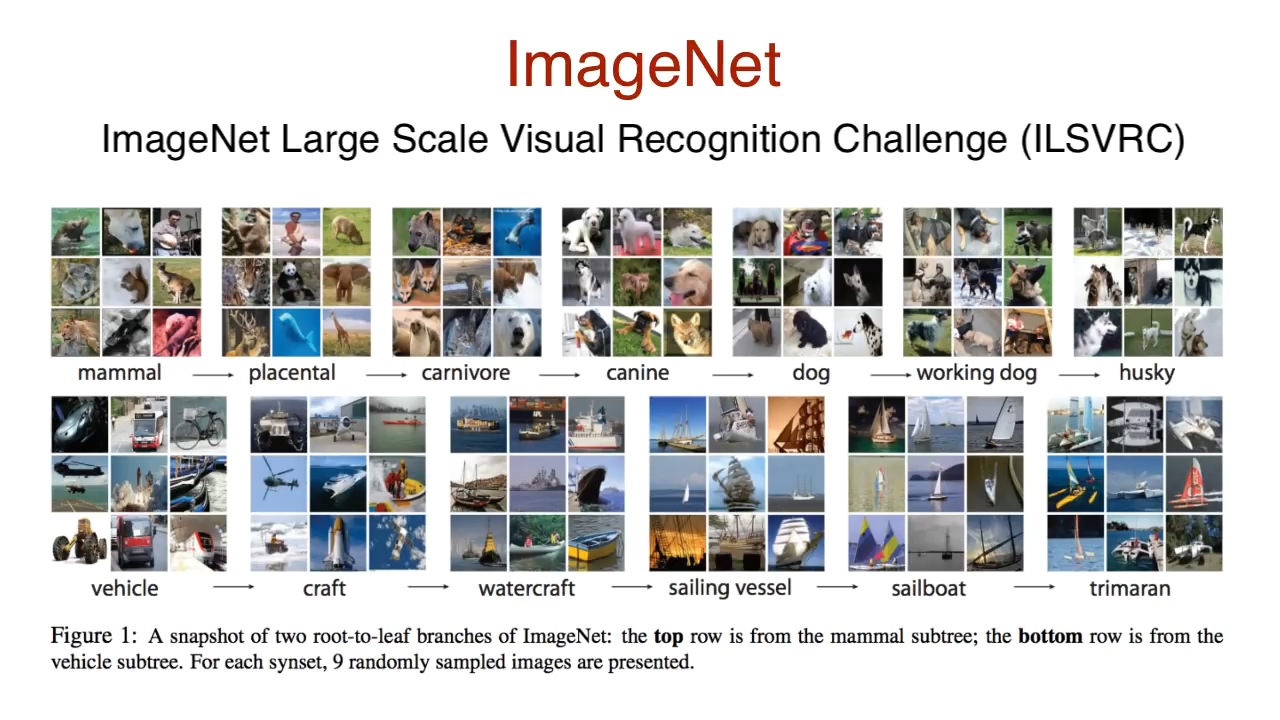 ImageNet
ImageNet Large Scale Visual Recognition Challenge (ILSVRC)
mammal → placental → carnivore → canine → dog → working dog → husky
vehicle → craft → watercraft → sailing vessel → sailboat → trimaran
Figure 1: A snapshot of two root-to-leaf branches of ImageNet: the top row is from the mammal subtree; the bottom row is from the
vehicle subtree. For each synset, 9 randomly sampled images are presented.